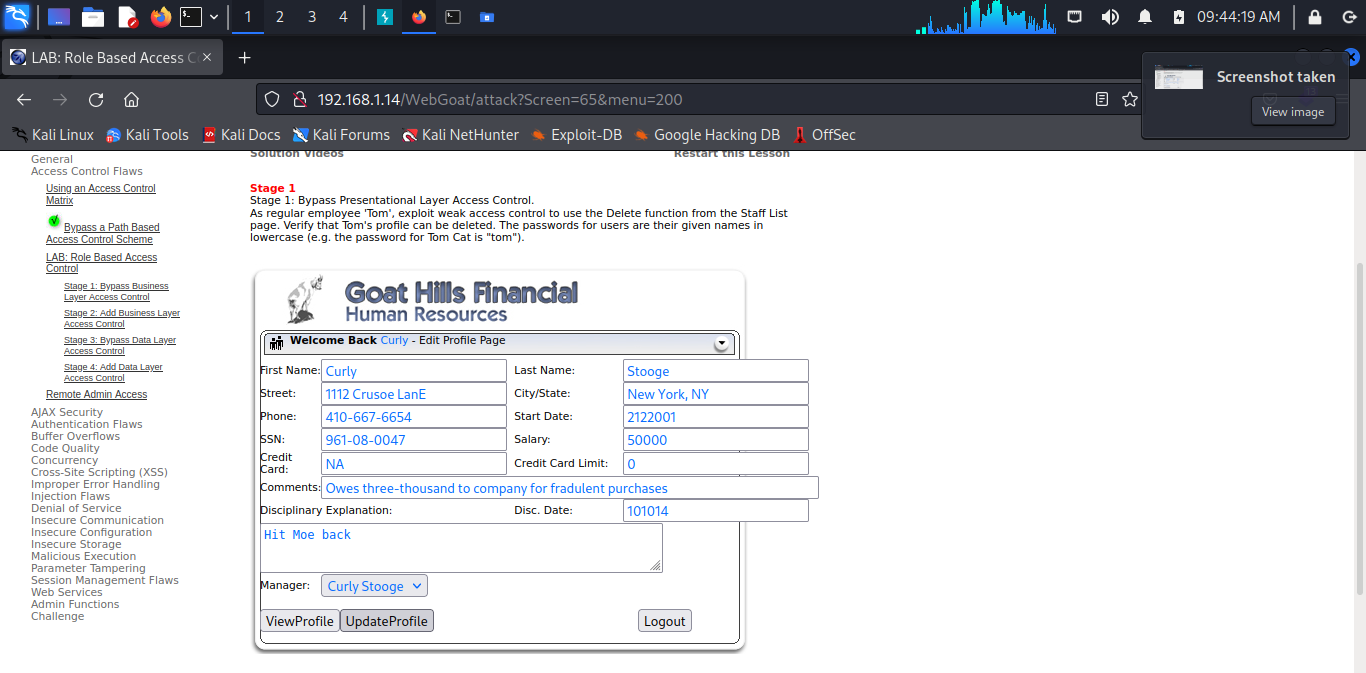 1 2 3 4 09:44:19 AM
LAB: Role Based Access C
Screenshot taken
View image
192.168.1.14/WebGoat/attack?Screen=65&menu=200
Kali Linux Kali Tools Kali Docs Kali Forums Kali NetHunter Exploit-DB Google Hacking DB OffSec
General
Access Control Flaws
Using an Access Control
Matrix
Bypass a Path Based
Access Control Scheme
LAB: Role Based Access
Control
Stage 1: Bypass Business
Layer Access Control
Stage 2: Add Business Layer
Access Control
Stage 3: Bypass Data Layer
Access Control
Stage 4: Add Data Layer
Access Control
Remote Admin Access
AJAX Security
Authentication Flaws
Buffer Overflows
Code Quality
Concurrency
Cross-Site Scripting (XSS)
Improper Error Handling
Injection Flaws
Denial of Service
Insecure Communication
Insecure Configuration
Insecure Storage
Malicious Execution
Parameter Tampering
Session Management Flaws
Web Services
Admin Functions
Challenge
Solution Videos Restart this Lesson
Stage 1
Stage 1: Bypass Presentational Layer Access Control.
As regular employee 'Tom', exploit weak access control to use the Delete function from the Staff List
page. Verify that Tom's profile can be deleted. The passwords for users are their given names in
lowercase (e.g. the password for Tom Cat is "tom").
Goat Hills Financial
Human Resources
Welcome Back Curly - Edit Profile Page
First Name: Curly Last Name: Stooge
Street: 1112 Crusoe LanE City/State: New York, NY
Phone: 410-667-6654 Start Date: 2122001
SSN: 961-08-0047 Salary: 50000
Credit
Card: NA Credit Card Limit: 0
Comments: Owes three-thousand to company for fradulent purchases
Disciplinary Explanation: Disc. Date: 101014
Hit Moe back
Manager: Curly Stooge
ViewProfile UpdateProfile Logout